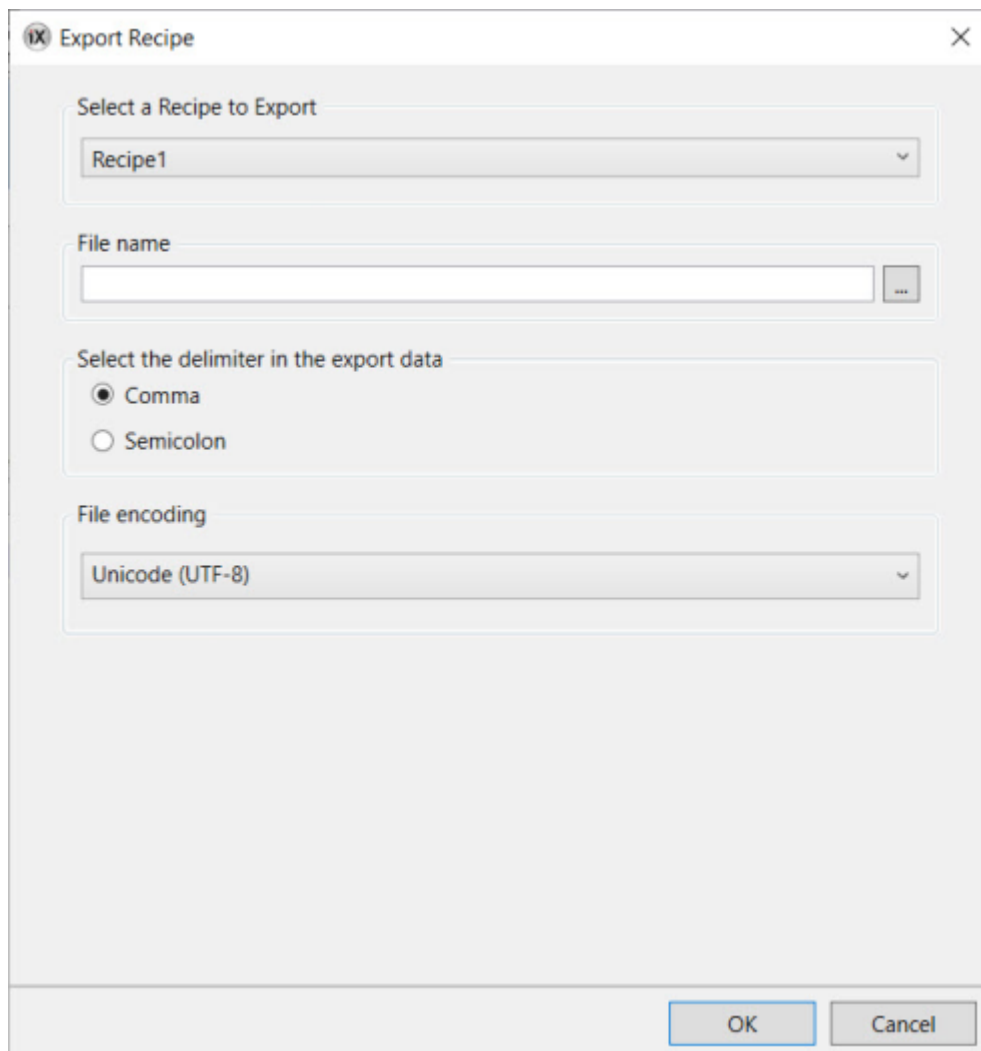 iX Export Recipe
Select a Recipe to Export
Recipe1
File name
...
Select the delimiter in the export data
Comma
Semicolon
File encoding
Unicode (UTF-8)
OK Cancel